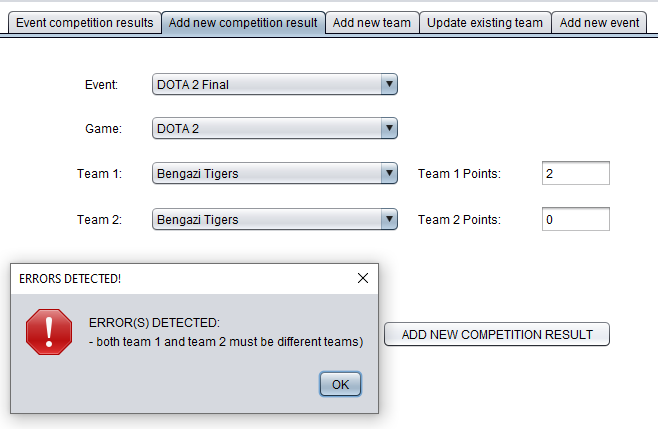 Event competition results
Add new competition result
Add new team
Update existing team
Add new event
Event:
DOTA 2 Final
Game:
DOTA 2
Team 1:
Bengazi Tigers
Team 1 Points:
2
Team 2:
Bengazi Tigers
Team 2 Points:
0
ERRORS DETECTED!
ERROR(S) DETECTED:
- both team 1 and team 2 must be different teams)
OK
ADD NEW COMPETITION RESULT